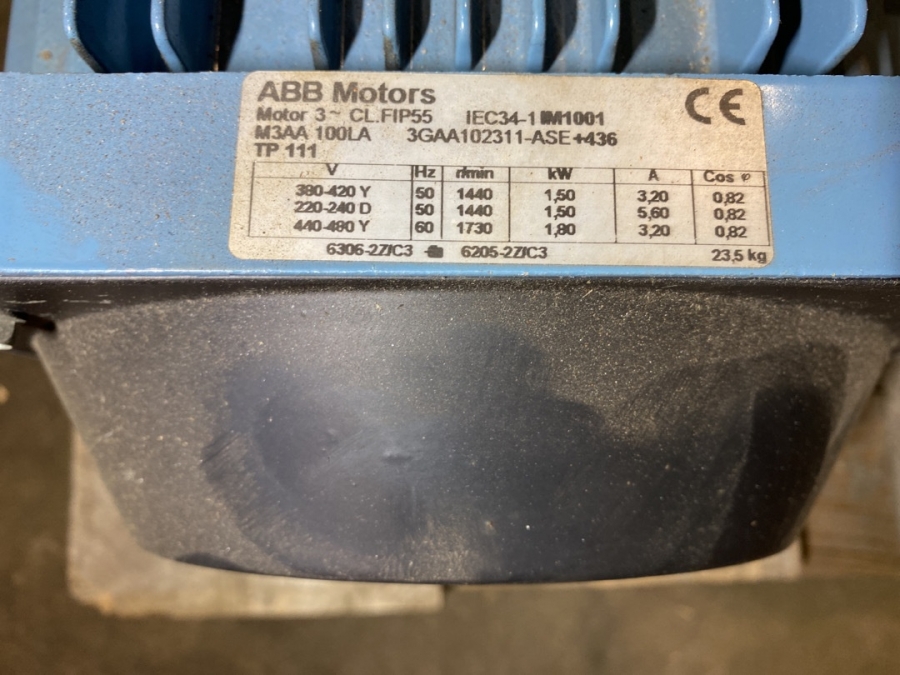 ABB Motors CE
Motor 3~ CL.FIP55 IEC34-1 IM1001
M3AA 100LA 3GAA102311-ASE+436
TP 111
V Hz r/min kW A Cos φ
380-420 Y 50 1440 1,50 3,20 0,82
220-240 D 50 1440 1,50 5,60 0,82
440-480 Y 60 1730 1,80 3,20 0,82
6306-2Z/C3 6205-2Z/C3 23,5 kg